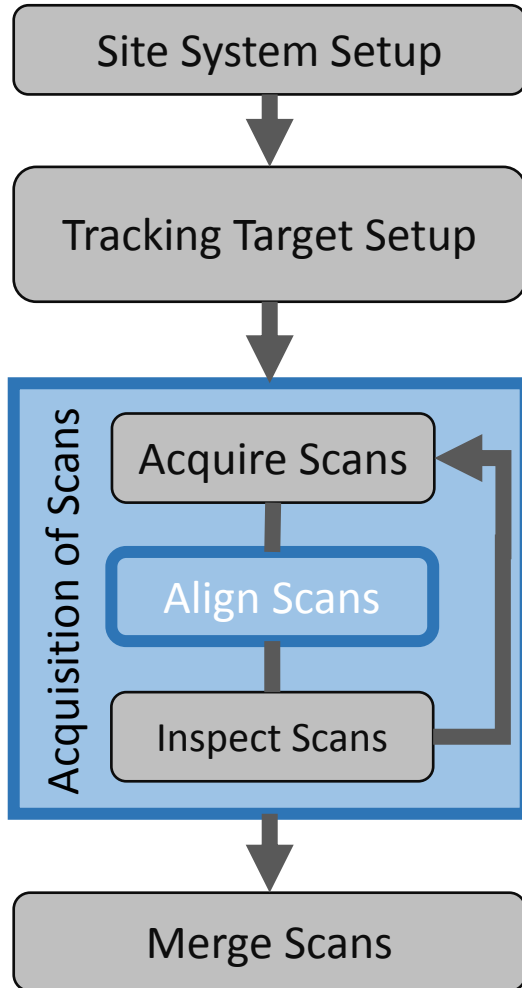 Site System Setup
Tracking Target Setup
Acquisition of Scans
Acquire Scans
Align Scans
Inspect Scans
Merge Scans